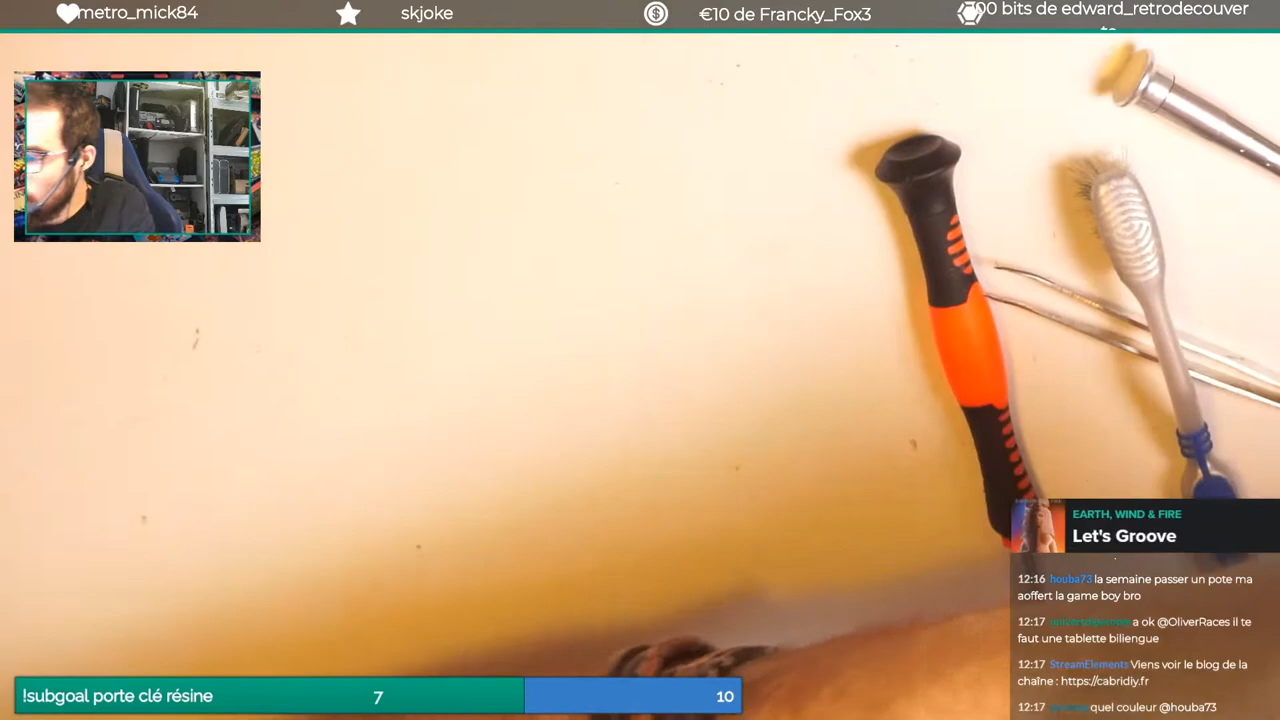 metro_mick84
skjoke
€10 de Francky_Fox3
700 bits de edward_retrodecouver
te
EARTH, WIND & FIRE
Let's Groove
12:16 houba73 la semaine passer un pote ma
aoffert la game boy bro
12:17 a ok @OliverRaces il te
faut une tablette biliengue
12:17 StreamElements Viens voir le blog de la
chaîne : https://cabridiy.fr
12:17 quel couleur @houba73
!subgoal porte clé résine 7 10